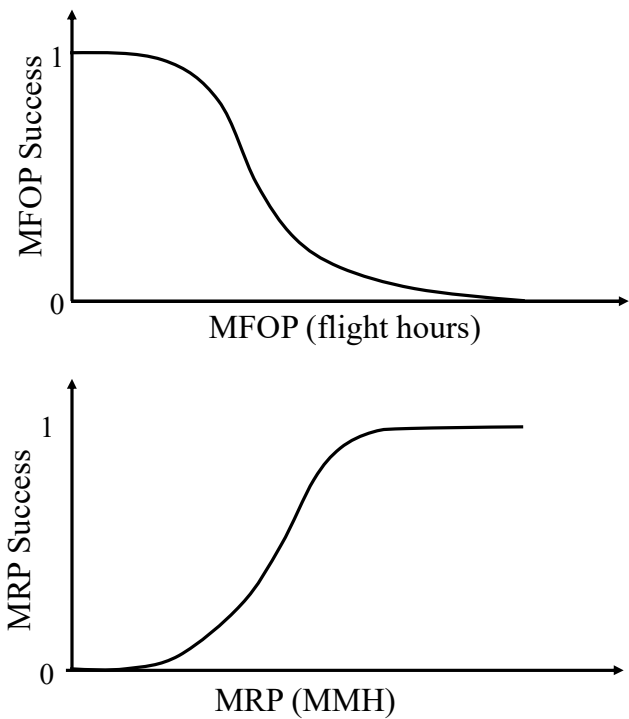 1
MFOP Success
0
MFOP (flight hours)
1
MRP Success
0
MRP (MMH)